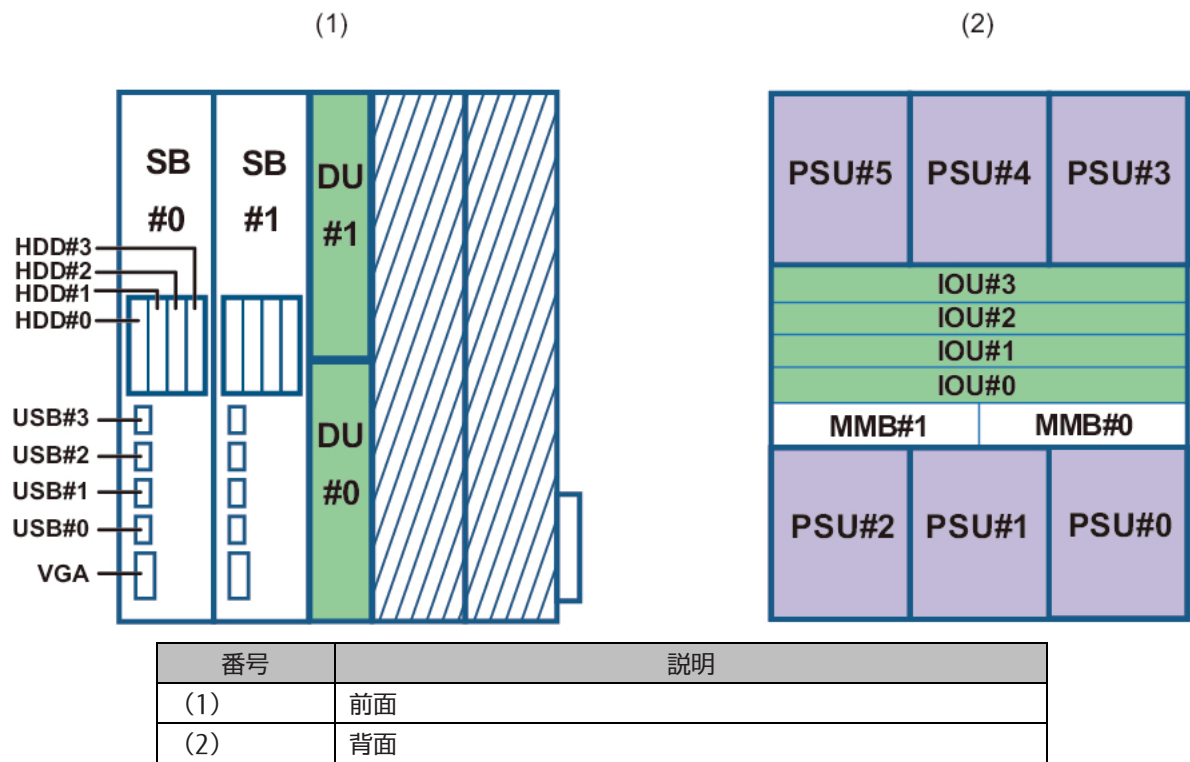 (1)
(2)
SB
#0
SB
#1
DU
#1
HDD#3
HDD#2
HDD#1
HDD#0
USB#3
USB#2
USB#1
USB#0
VGA
DU
#0
PSU#5
PSU#4
PSU#3
IOU#3
IOU#2
IOU#1
IOU#0
MMB#1
MMB#0
PSU#2
PSU#1
PSU#0
番号 説明
（1） 前面
（2） 背面